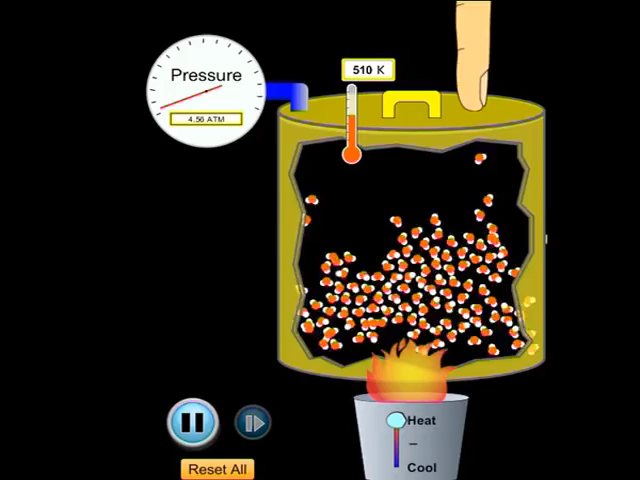 Pressure
4.56 ATM
510 K
Heat
Cool
Reset All